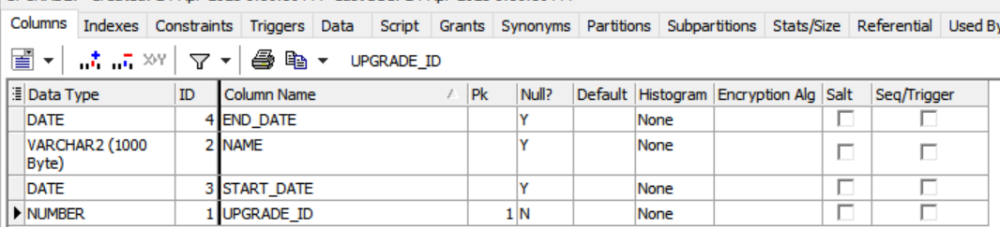 Columns Indexes Constraints Triggers Data Script Grants Synonyms Partitions Subpartitions Stats/Size Referential Used By
X>Y UPGRADE_ID
Data Type ID Column Name Pk Null? Default Histogram Encryption Alg Salt Seq/Trigger
DATE 4 END_DATE Y None
VARCHAR2 (1000 2 NAME Y None
Byte)
DATE 3 START_DATE Y None
NUMBER 1 UPGRADE_ID 1 N None